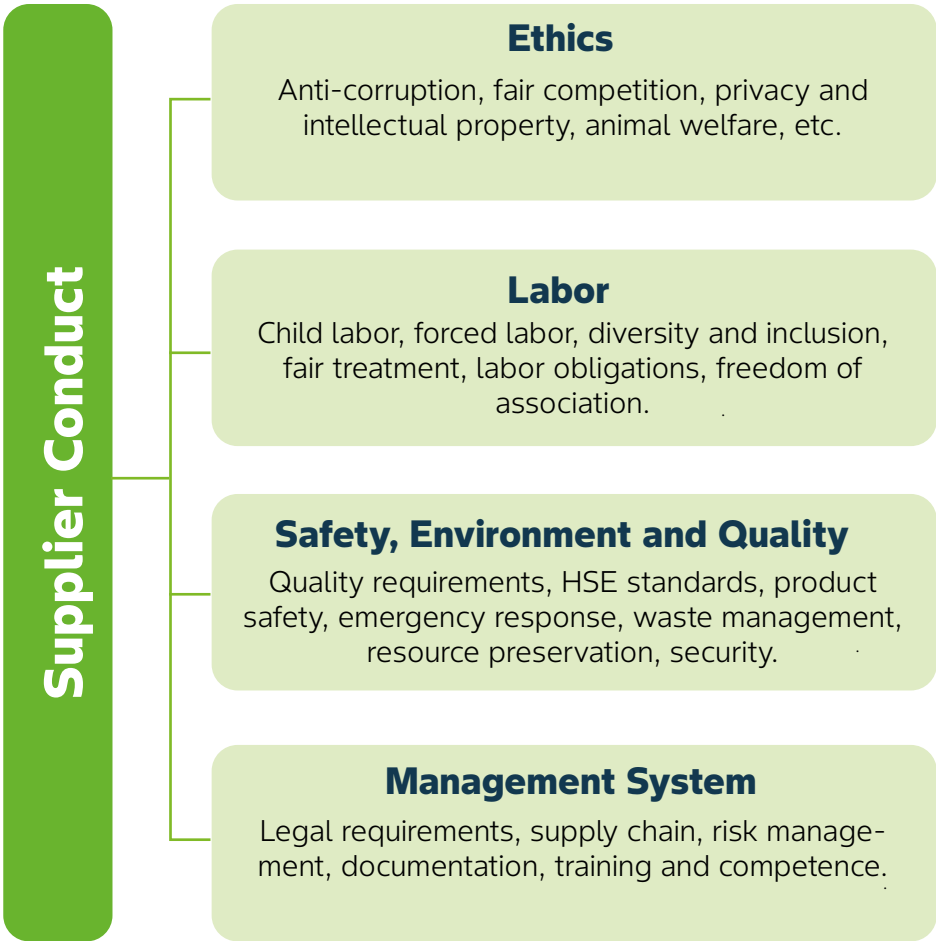 Supplier Conduct
Ethics
Anti-corruption, fair competition, privacy and
intellectual property, animal welfare, etc.
Labor
Child labor, forced labor, diversity and inclusion,
fair treatment, labor obligations, freedom of
association.
Safety, Environment and Quality
Quality requirements, HSE standards, product
safety, emergency response, waste management,
resource preservation, security.
Management System
Legal requirements, supply chain, risk manage-
ment, documentation, training and competence.